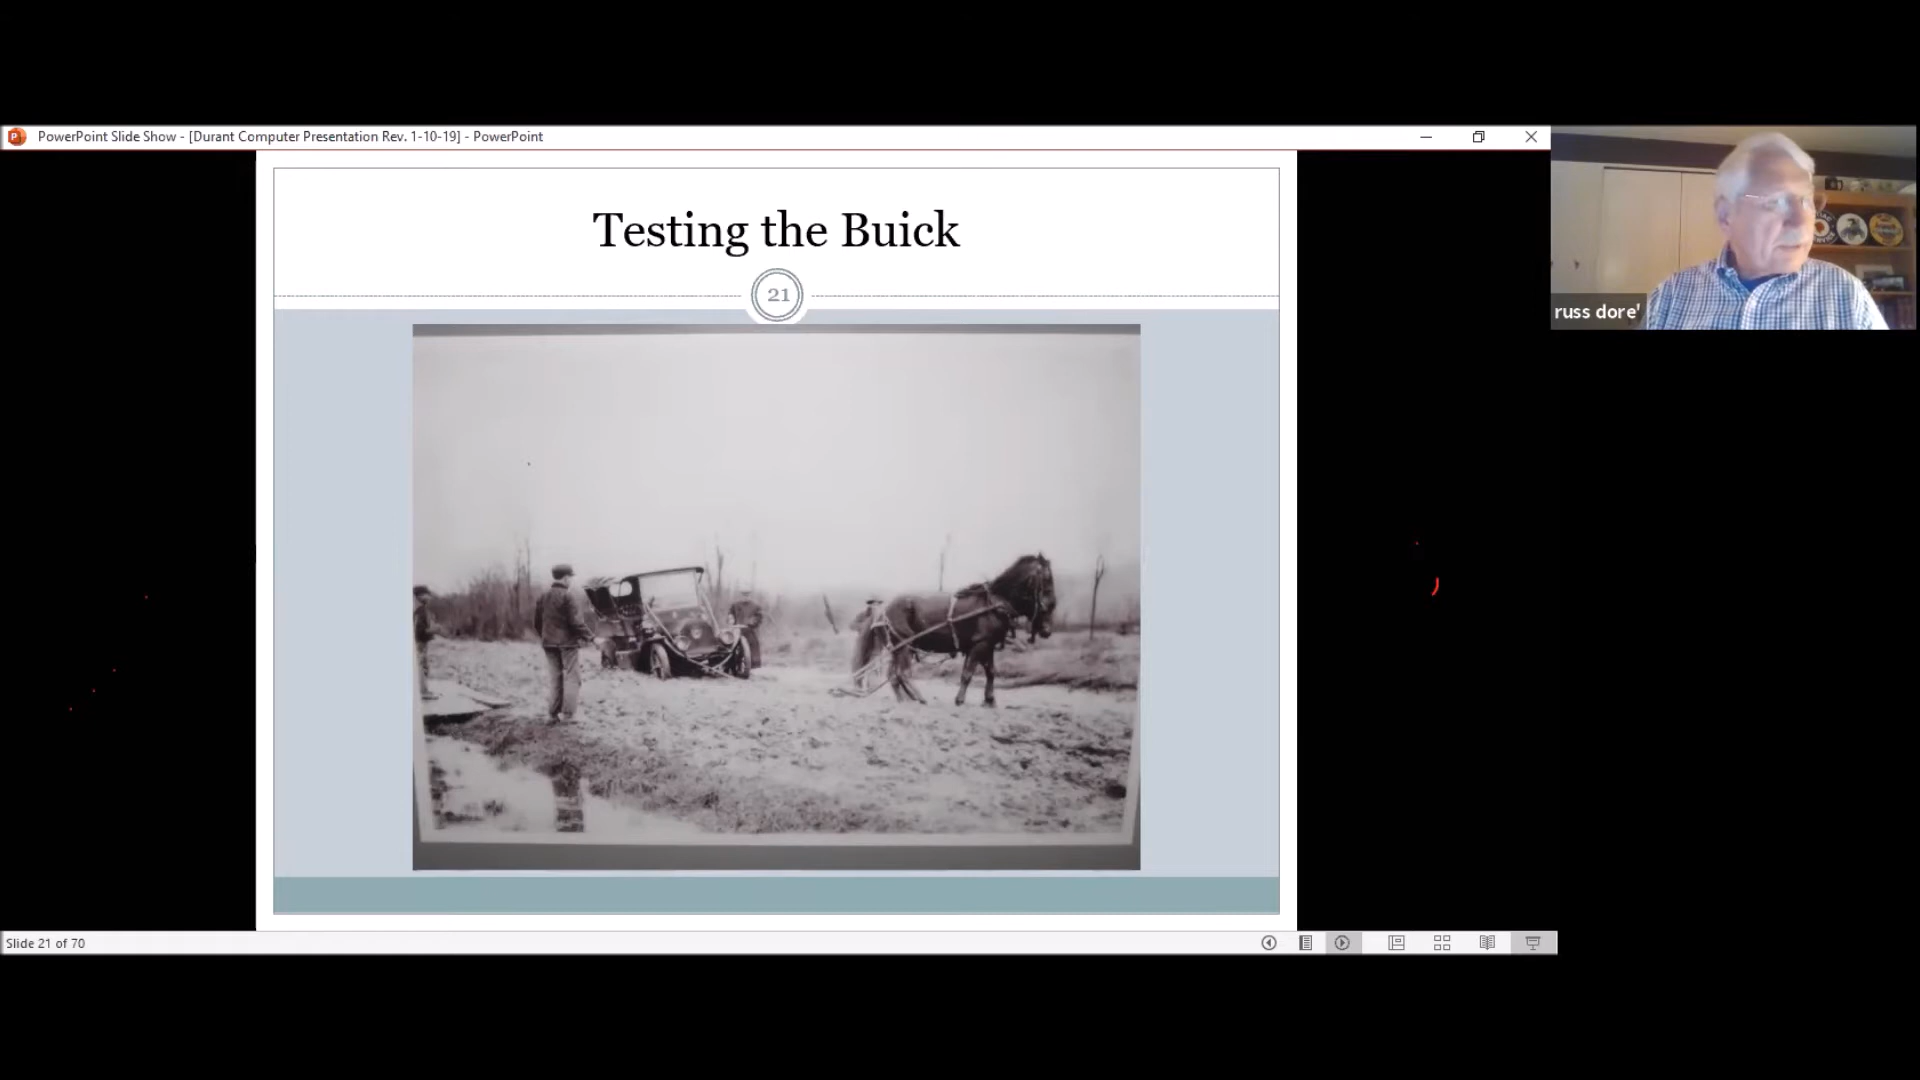 PowerPoint Slide Show - [Durant Computer Presentation Rev. 1-10-19] - PowerPoint
Testing the Buick
21
russ dore'
Slide 21 of 70